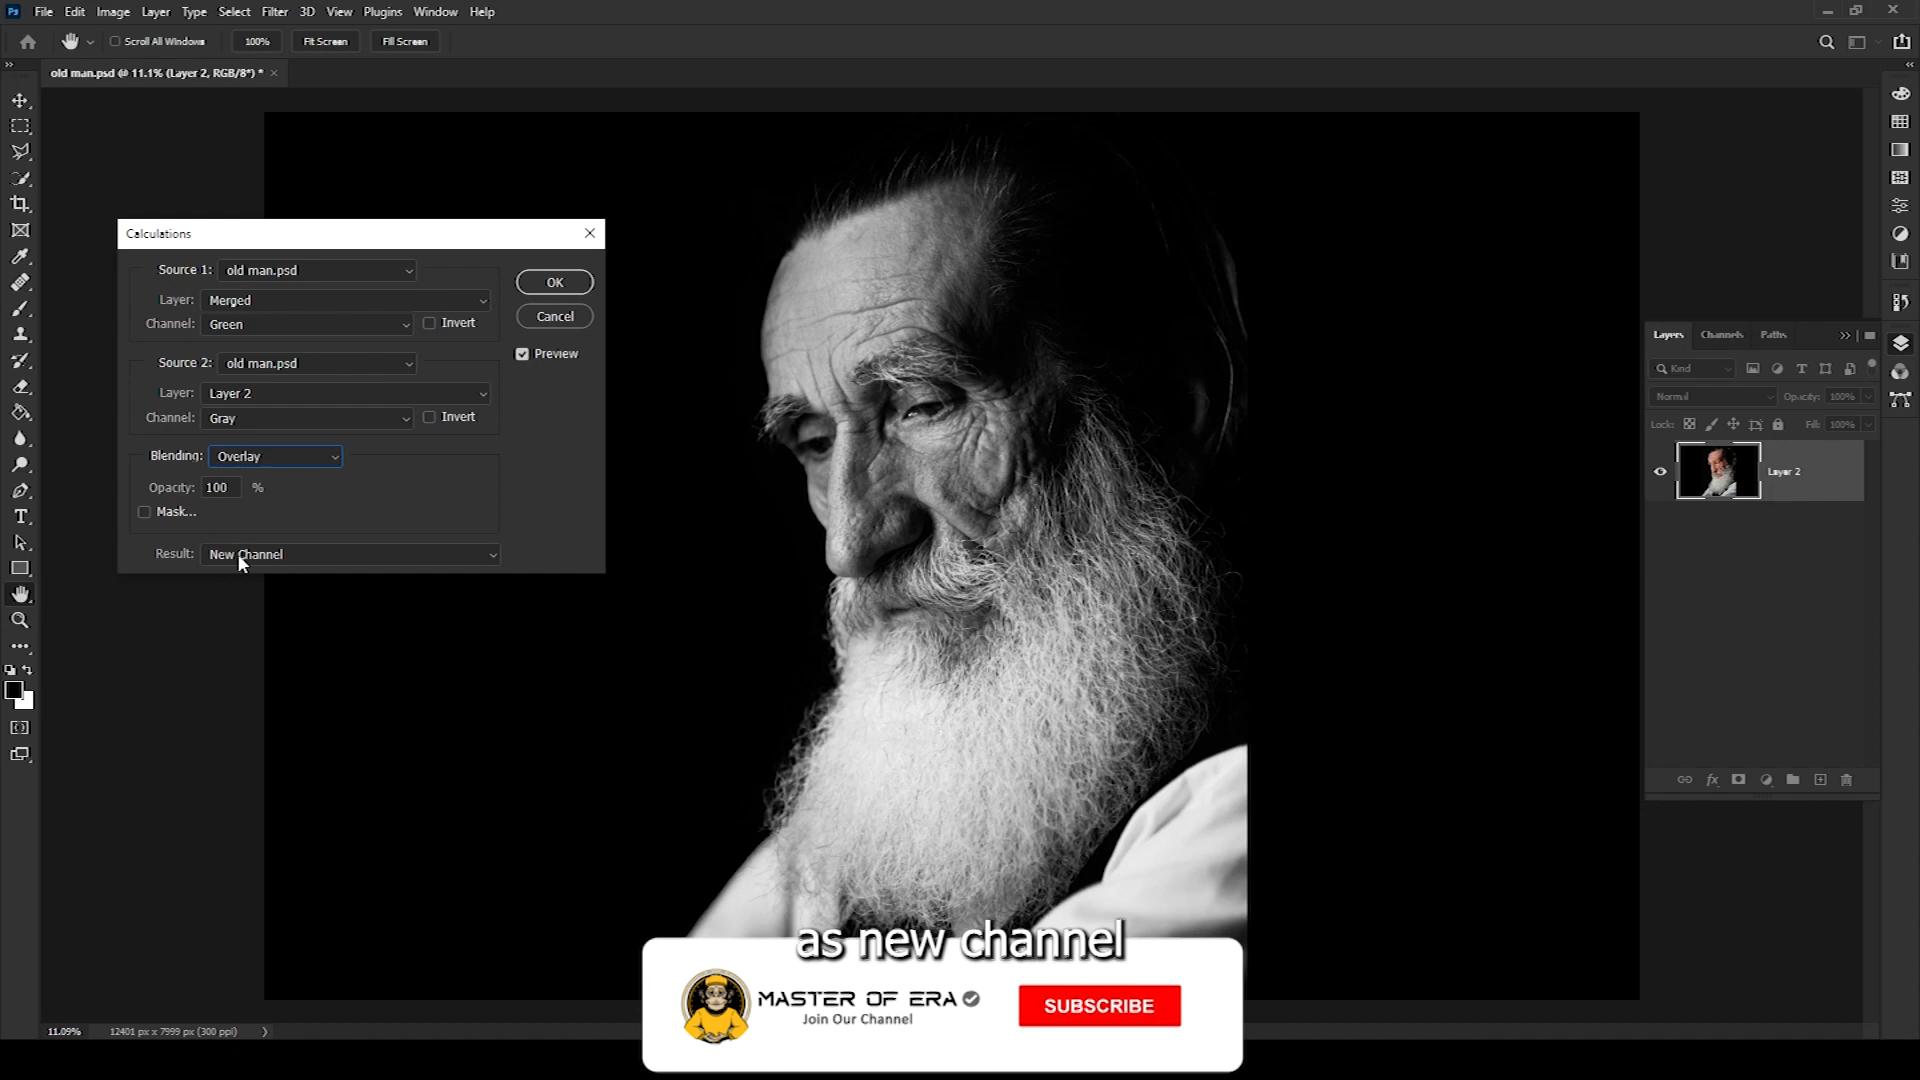 Ps File Edit Image Layer Type Select Filter 3D View Plugins Window Help
Scroll All Windows 100% Fit Screen Fill Screen
old man.psd @ 11.1% (Layer 2, RGB/8*) *
Calculations
Source 1: old man.psd
Layer: Merged
Channel: Green Invert
Source 2: old man.psd
Layer: Layer 2
Channel: Gray Invert
Blending: Overlay
Opacity: 100 %
Mask...
Result: New Channel
OK
Cancel
Preview
Layers Channels Paths
Kind
Normal Opacity: 100%
Lock: Fill: 100%
Layer 2
as new channel
MASTER OF ERA
Join Our Channel
SUBSCRIBE
11.09% 12401 px x 7999 px (300 ppi)